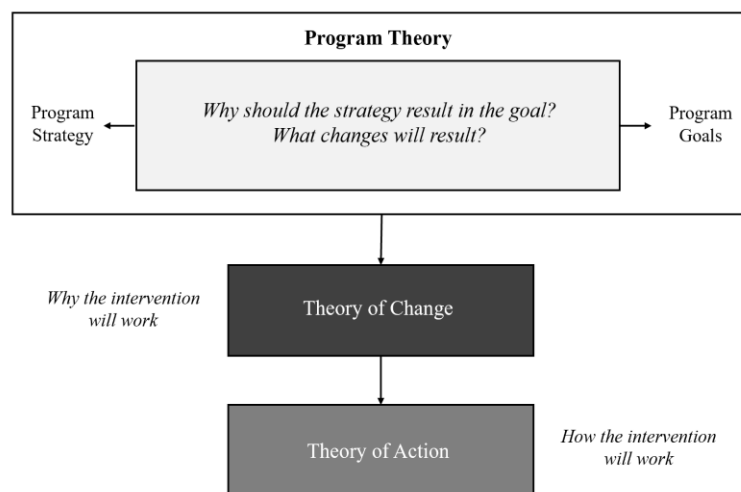 Program Theory
Program
Strategy
Why should the strategy result in the goal?
What changes will result?
Program
Goals
Why the intervention
will work
Theory of Change
Theory of Action
How the intervention
will work